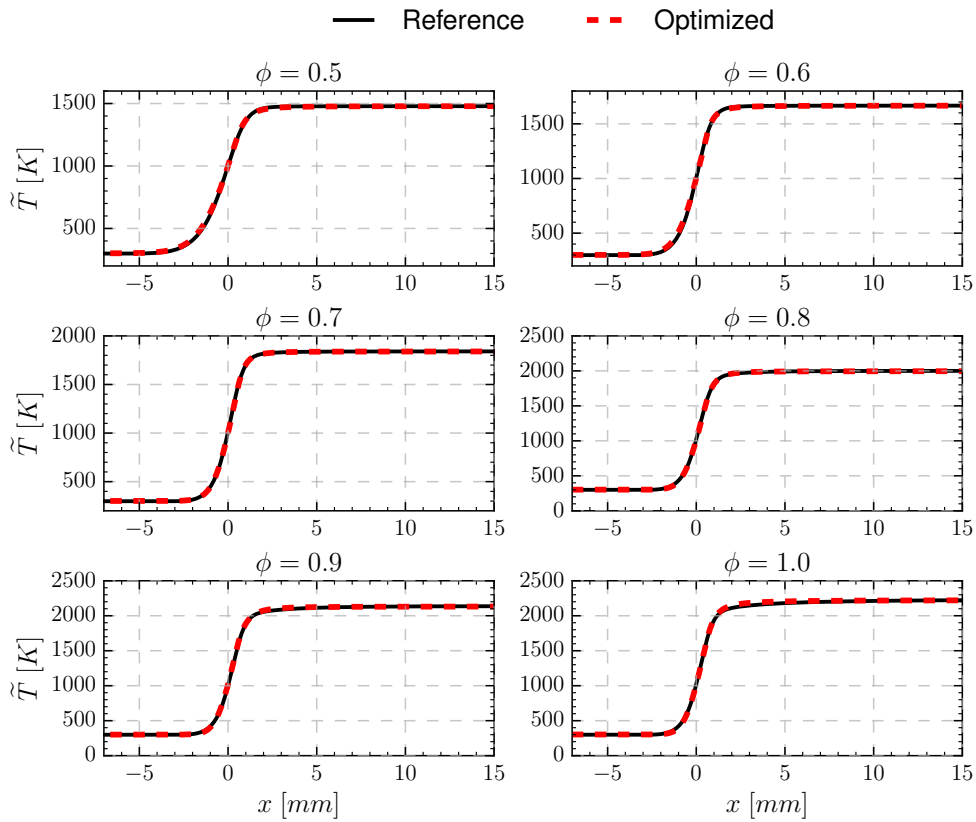 Reference Optimized
ϕ = 0.5 ϕ = 0.6
1500 1500
1000 1000
500 500
T̃ [K]
−5 0 5 10 15 −5 0 5 10 15
ϕ = 0.7 ϕ = 0.8
2000 2500
1500 2000
1000 1500
500 1000
500
0
T̃ [K]
−5 0 5 10 15 −5 0 5 10 15
ϕ = 0.9 ϕ = 1.0
2500 2500
2000 2000
1500 1500
1000 1000
500 500
0 0
T̃ [K]
−5 0 5 10 15 −5 0 5 10 15
x [mm] x [mm]